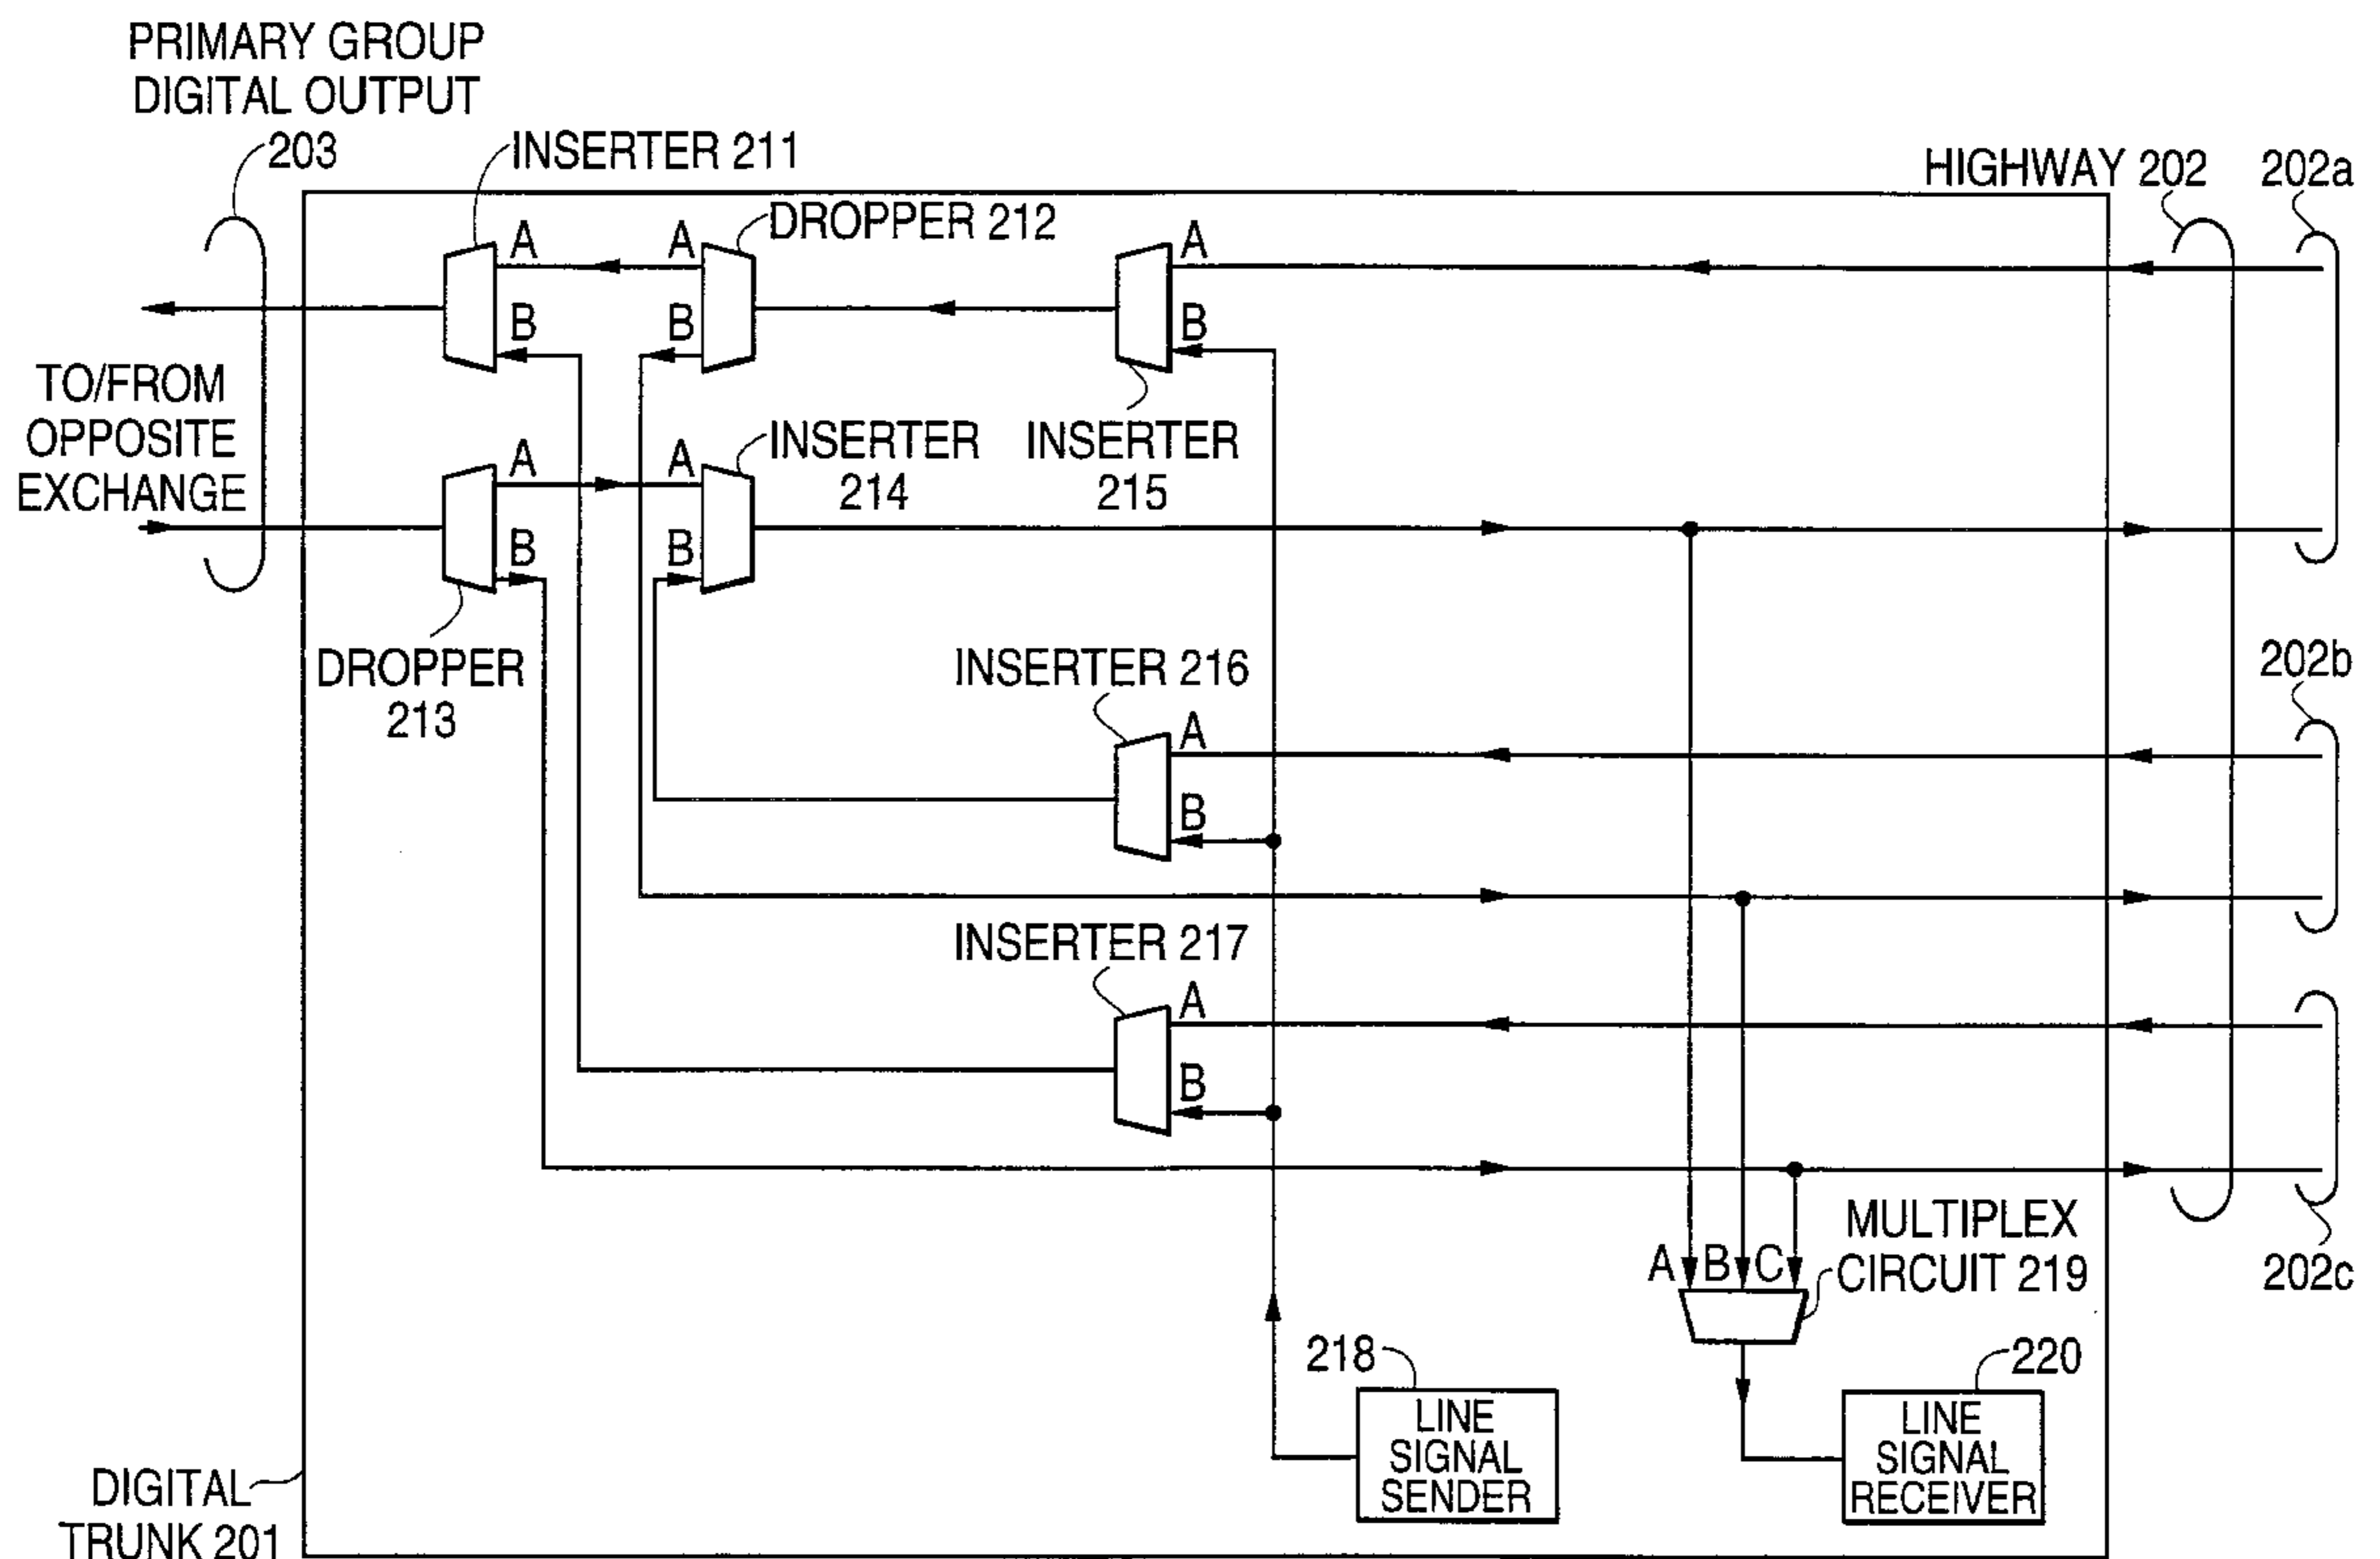 PRIMARY GROUP
DIGITAL OUTPUT
203
INSERTER 211
HIGHWAY 202
202a
DROPPER 212
A
A
A
B
B
B
TO/FROM
OPPOSITE
EXCHANGE
INSERTER
214
INSERTER
215
A
A
B
B
DROPPER
213
INSERTER 216
202b
A
B
INSERTER 217
A
B
MULTIPLEX
CIRCUIT 219
A
B
C
202c
218
220
LINE
SIGNAL
SENDER
LINE
SIGNAL
RECEIVER
DIGITAL
TRUNK 201